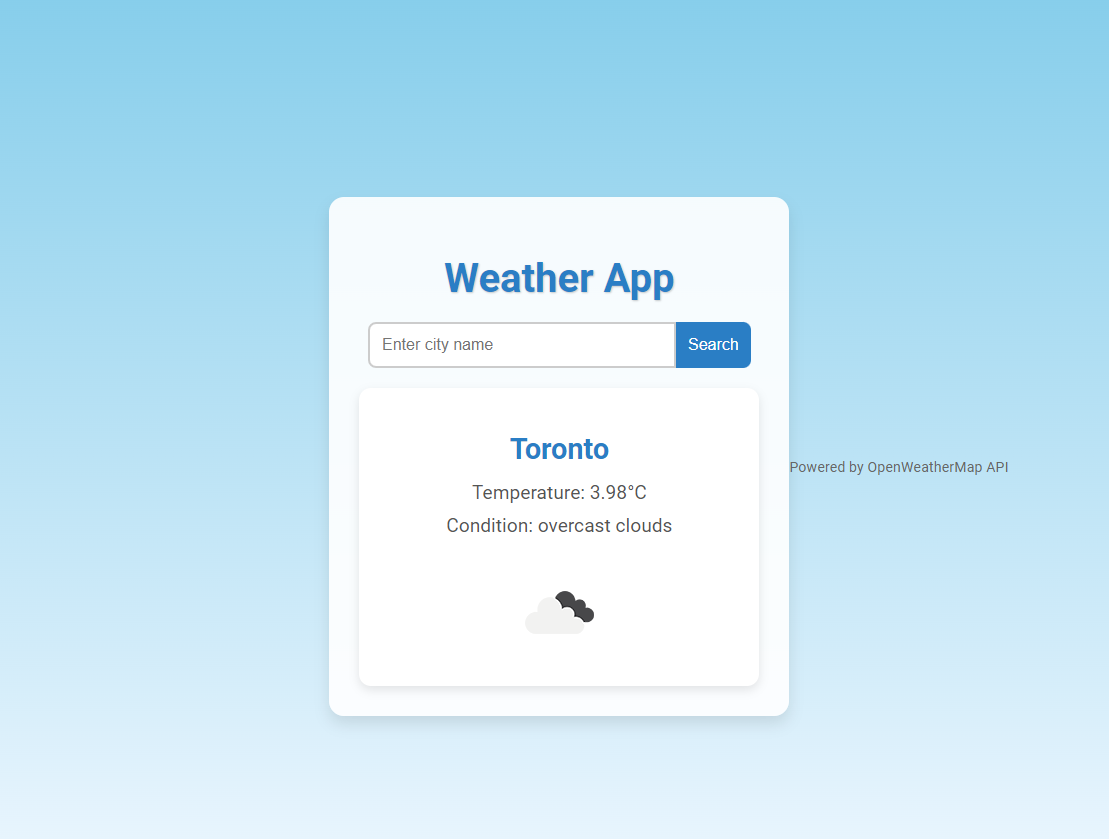 Weather App
Enter city name
Search
Toronto
Temperature: 3.98°C
Condition: overcast clouds
Powered by OpenWeatherMap API